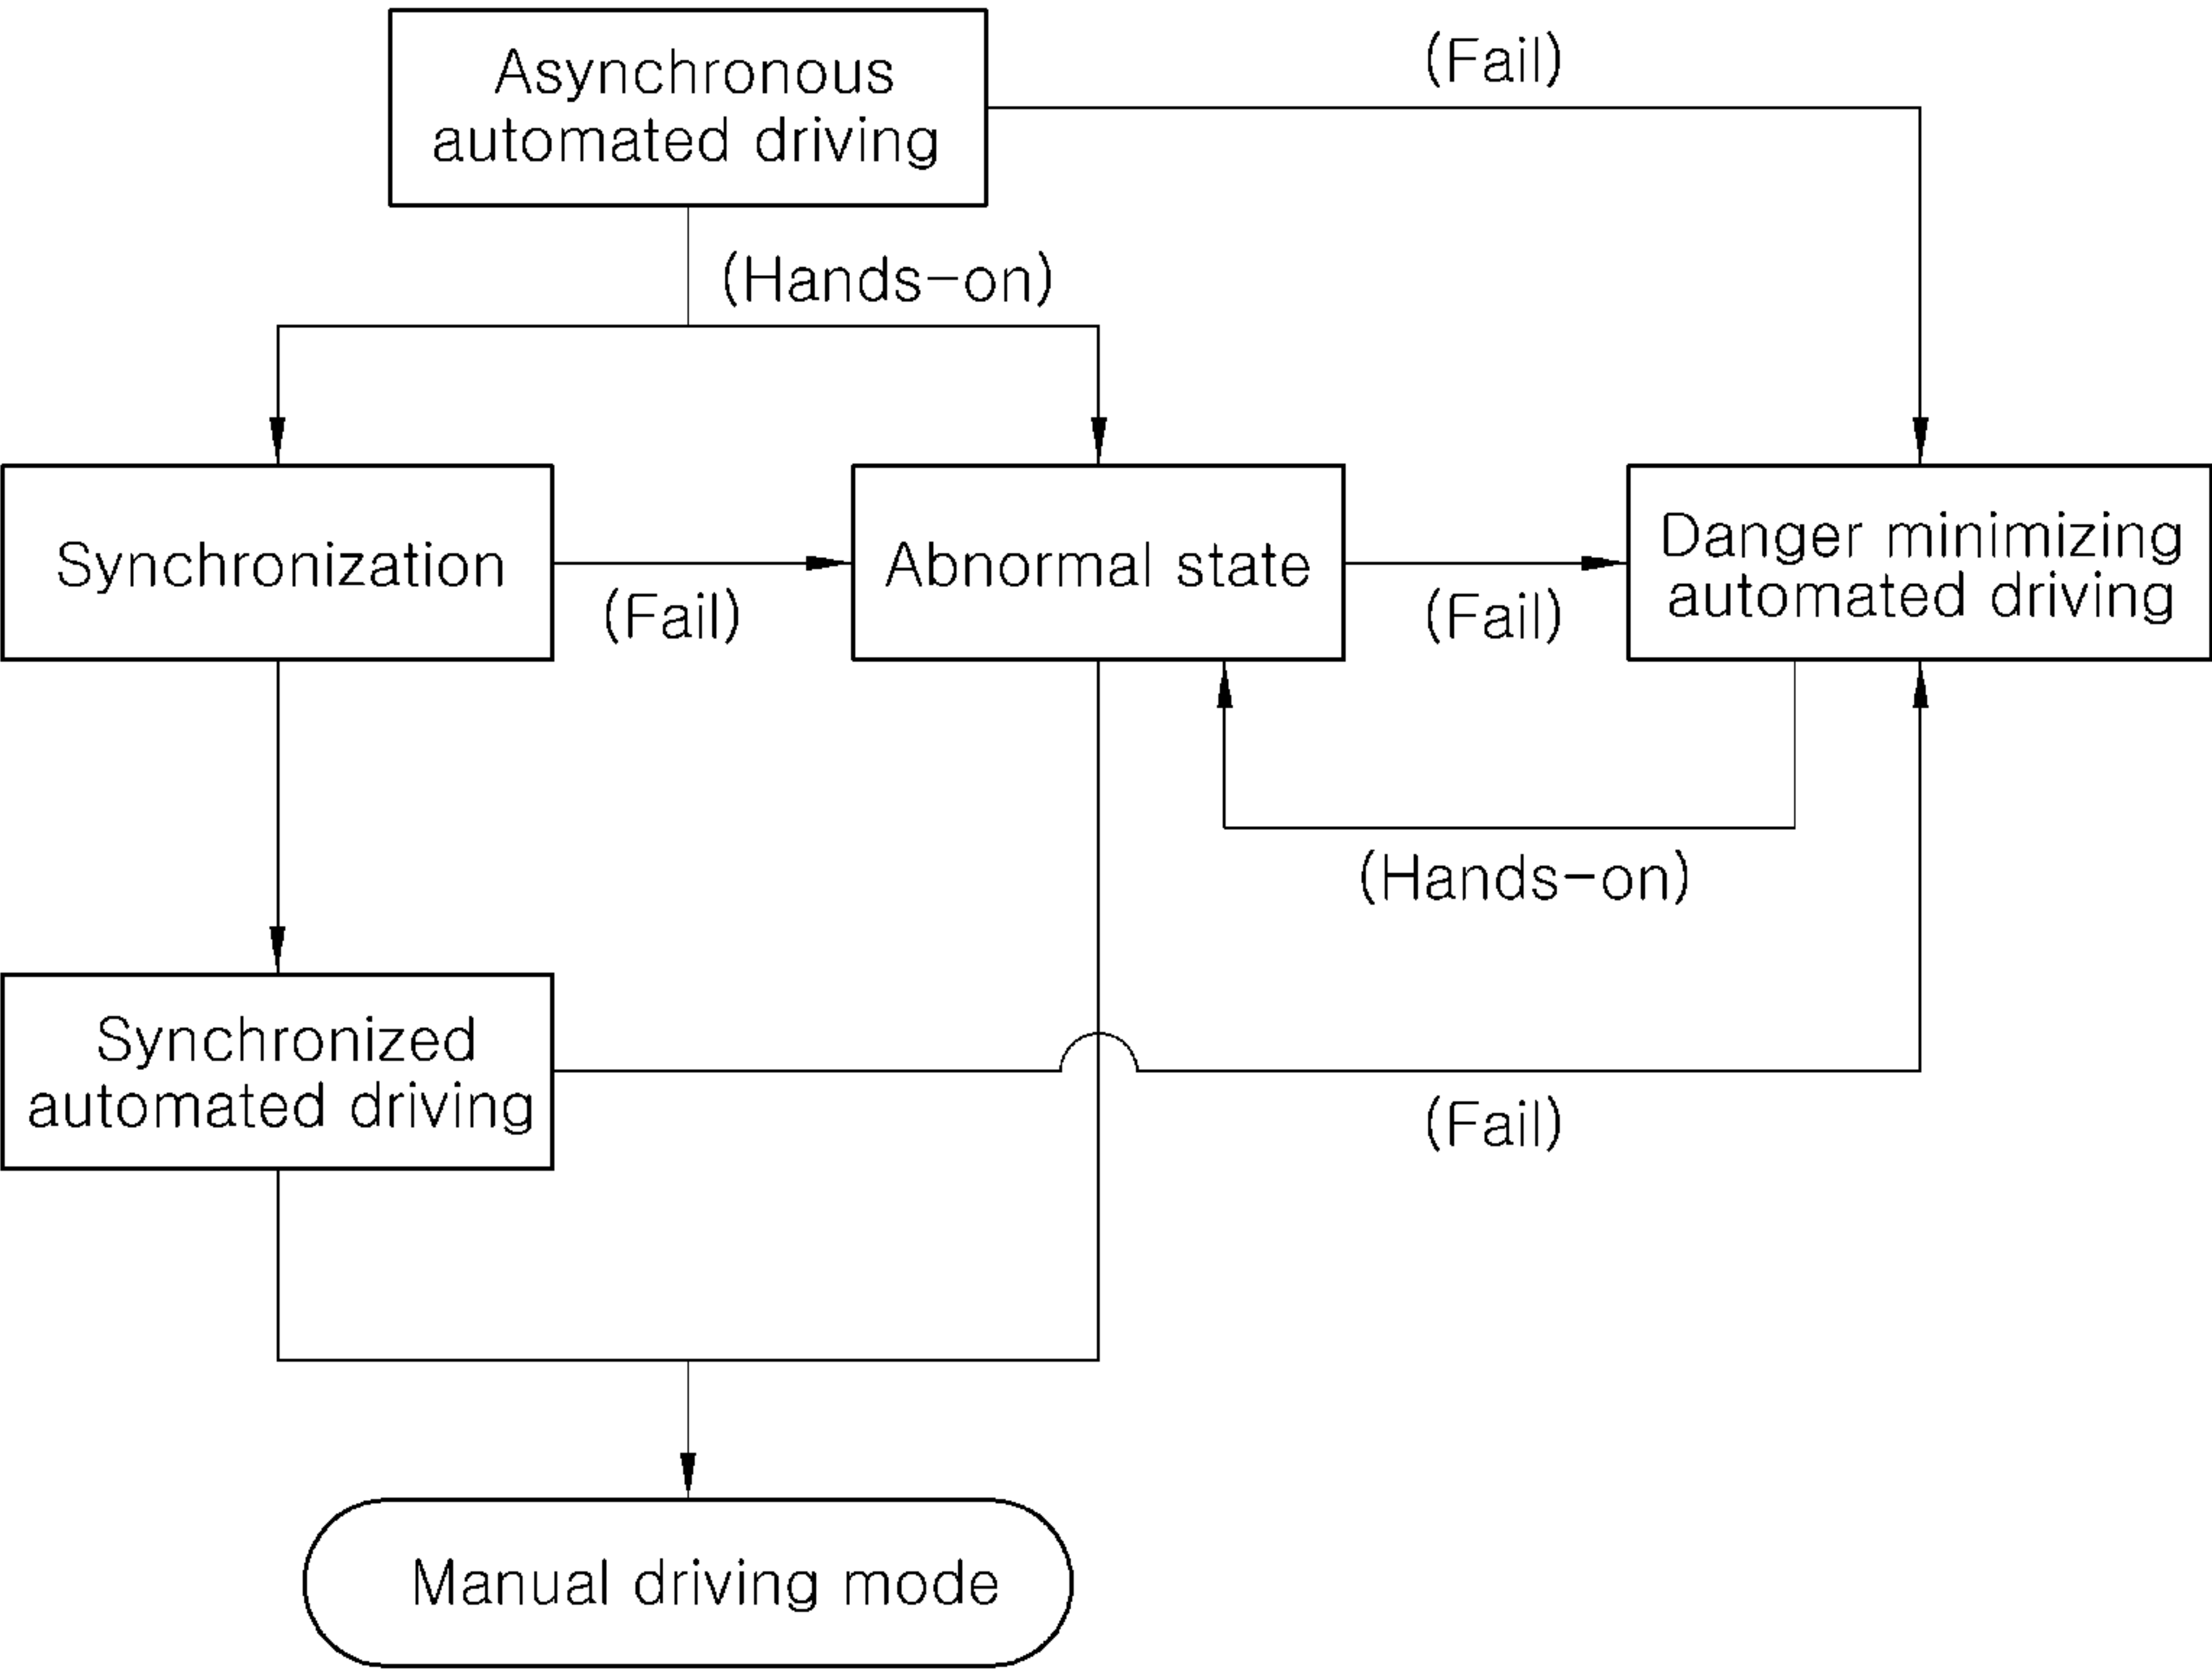 Asynchronous
automated driving
(Fail)
(Hands-on)
Synchronization
(Fail)
Abnormal state
(Fail)
Danger minimizing
automated driving
(Hands-on)
Synchronized
automated driving
(Fail)
Manual driving mode